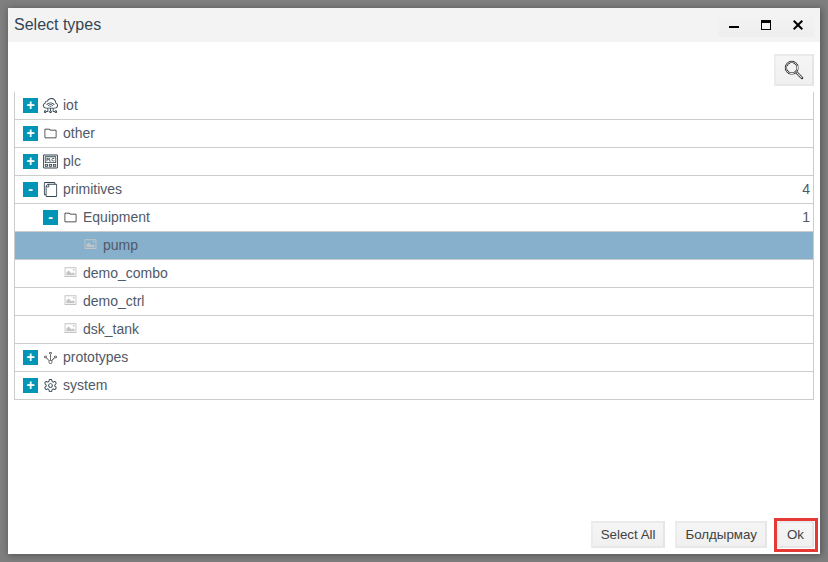 Select types
iot
other
plc
primitives 4
Equipment 1
pump
demo_combo
demo_ctrl
dsk_tank
prototypes
system
Select All Болдырмау Ok